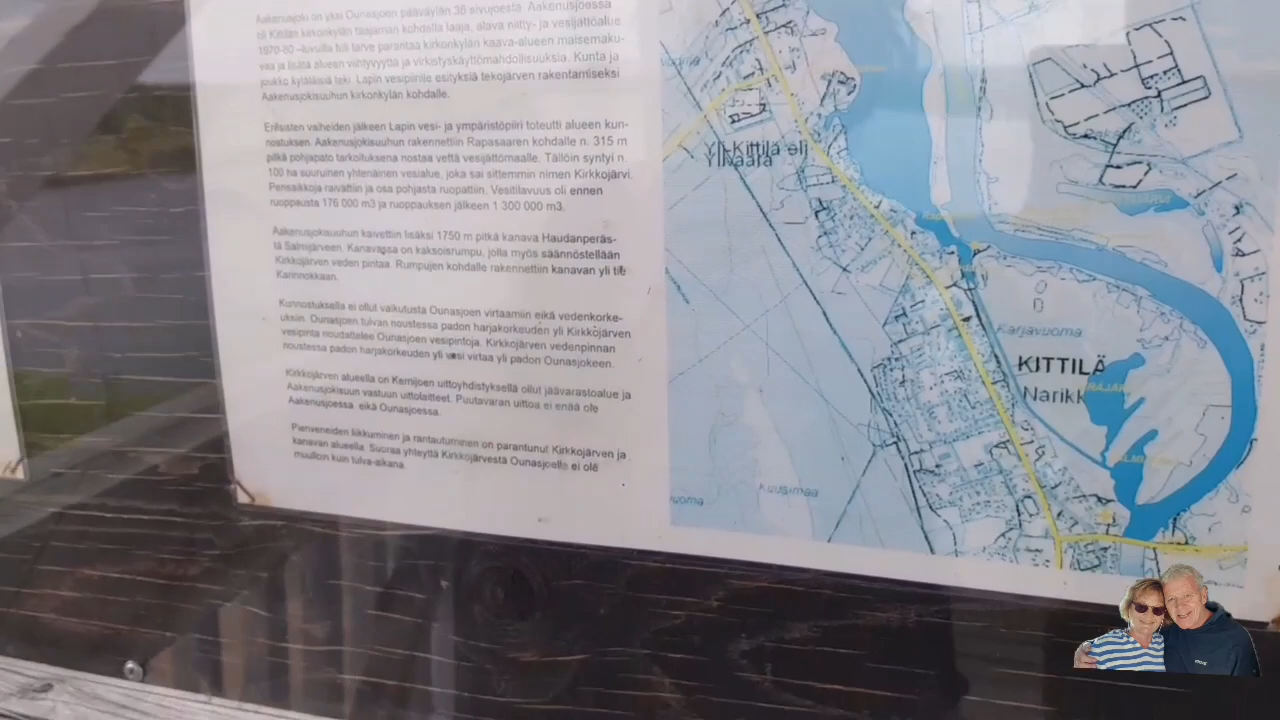 Aakenusjoki on yksi Ounasjoen pääväylän 36 sivujoesta. Aakenusjoessa
oli Kittilän kirkonkylän taajaman kohdalla laaja, alava niitty- ja vesijättöalue
1970-80 –luvuilla tuli tarve parantaa kirkonkylän kaava-alueen maisemaku-
vaa ja lisätä alueen viihtyvyyttä ja virkistyskäyttömahdollisuuksia. Kunta ja
joukko kyläläisiä teki Lapin vesipiirille esityksiä tekojärven rakentamiseksi
Aakenusjokisuuhun kirkonkylän kohdalle.
Erilaisten vaiheiden jälkeen Lapin vesi- ja ympäristöpiiri toteutti alueen kun-
nostuksen. Aakenusjokisuuhun rakennettiin Rapasaaren kohdalle n. 315 m
pitkä pohjapato tarkoituksena nostaa vettä vesijättömaalle. Tällöin syntyi n.
100 ha suuruinen yhtenäinen vesialue, joka sai sittemmin nimen Kirkkojärvi.
Pensaikkoja raivattiin ja osa pohjasta ruopattiin. Vesitilavuus oli ennen
ruoppausta 176 000 m3 ja ruoppauksen jälkeen 1 300 000 m3.
Aakenusjokisuuhun kaivettiin lisäksi 1750 m pitkä kanava Haudanperäs-
tä Salmijärveen. Kanavassa on kaksoisrumpu, jolla myös säännöstellään
Kirkkojärven veden pintaa. Rumpujen kohdalle rakennettiin kanavan yli tie
Karinnokkaan.
Kunnostuksella ei ollut vaikutusta Ounasjoen virtaamiin eikä vedenkorke-
uksiin. Ounasjoen tulvan noustessa padon harjakorkeuden yli Kirkkojärven
vesipinta noudattelee Ounasjoen vesipintoja. Kirkkojärven vedenpinnan
noustessa padon harjakorkeuden yli vesi virtaa yli padon Ounasjokeen.
Kirkkojärven alueella on Kemijoen uittoyhdistyksellä ollut jäävarastoalue ja
Aakenusjokisuun vastuun uittolaitteet. Puutavaran uittoa ei enää ole
Aakenusjoessa eikä Ounasjoessa.
Pienveneiden liikkuminen ja rantautuminen on parantunut Kirkkojärven ja
kanavan alueella. Suoraa yhteyttä Kirkkojärvestä Ounasjoelle ei ole
muulloin kuin tulva-aikana.
Yli-Kittilä eli
Ylivaara
Karjavuoma
KITTILÄ
Narikk
Kuusimaa
uoma